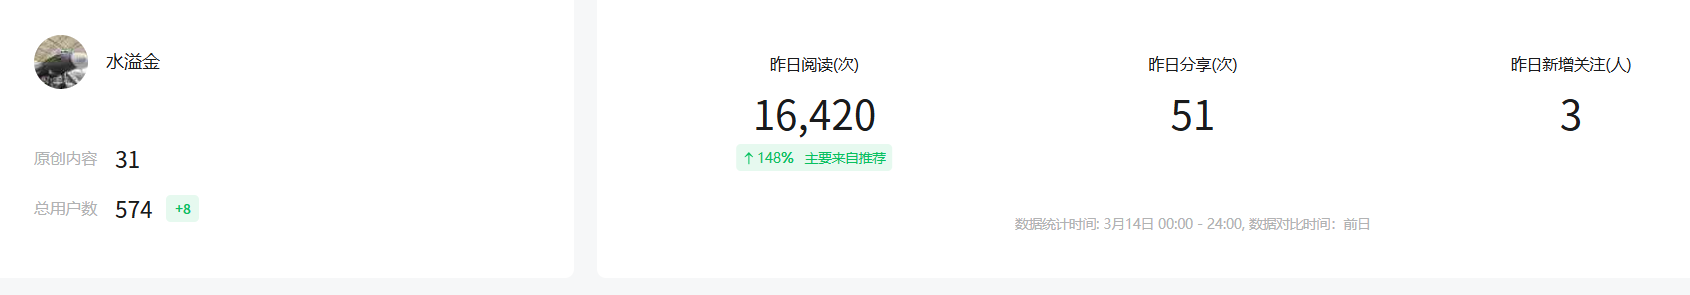 水溢金
原创内容 31
总用户数 574 +8
昨日阅读(次) 昨日分享(次) 昨日新增关注(人)
16,420 51 3
↑148% 主要来自推荐
数据统计时间: 3月14日 00:00 - 24:00, 数据对比时间：前日